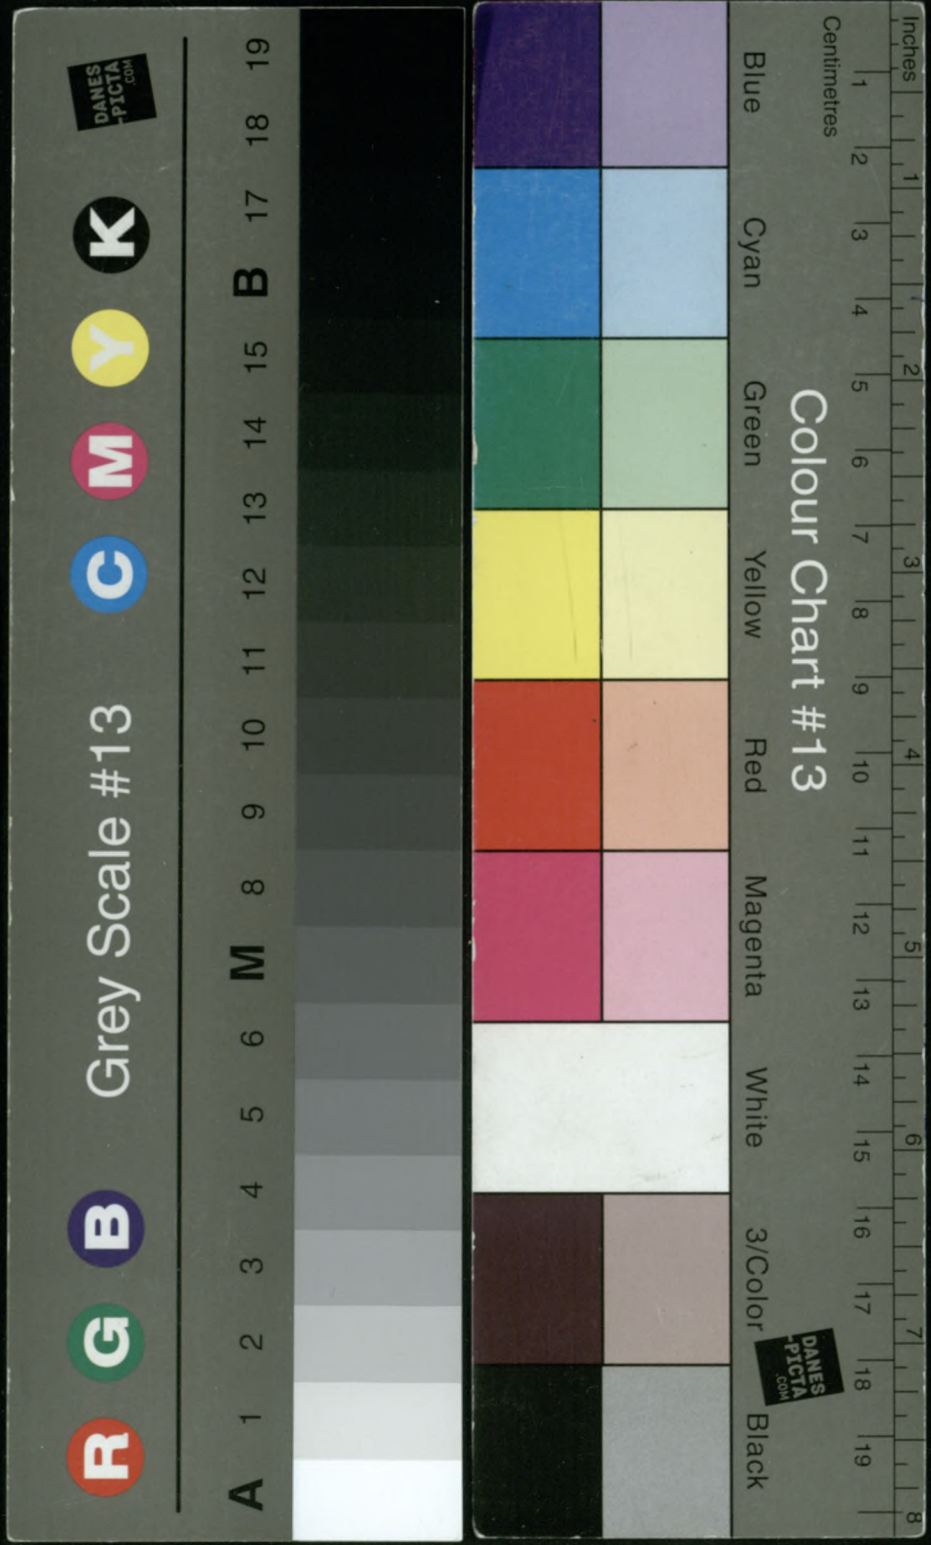 R G B Grey Scale #13 C M Y K DANES
-PICTA
.COM
A 1 2 3 4 5 6 M 8 9 10 11 12 13 14 15 B 17 18 19
Inches 1 2 3 4 5 6 7 8
Centimetres 1 2 3 4 5 6 7 8 9 10 11 12 13 14 15 16 17 18 19
Colour Chart #13
DANES
-PICTA
.COM
Blue Cyan Green Yellow Red Magenta White 3/Color Black